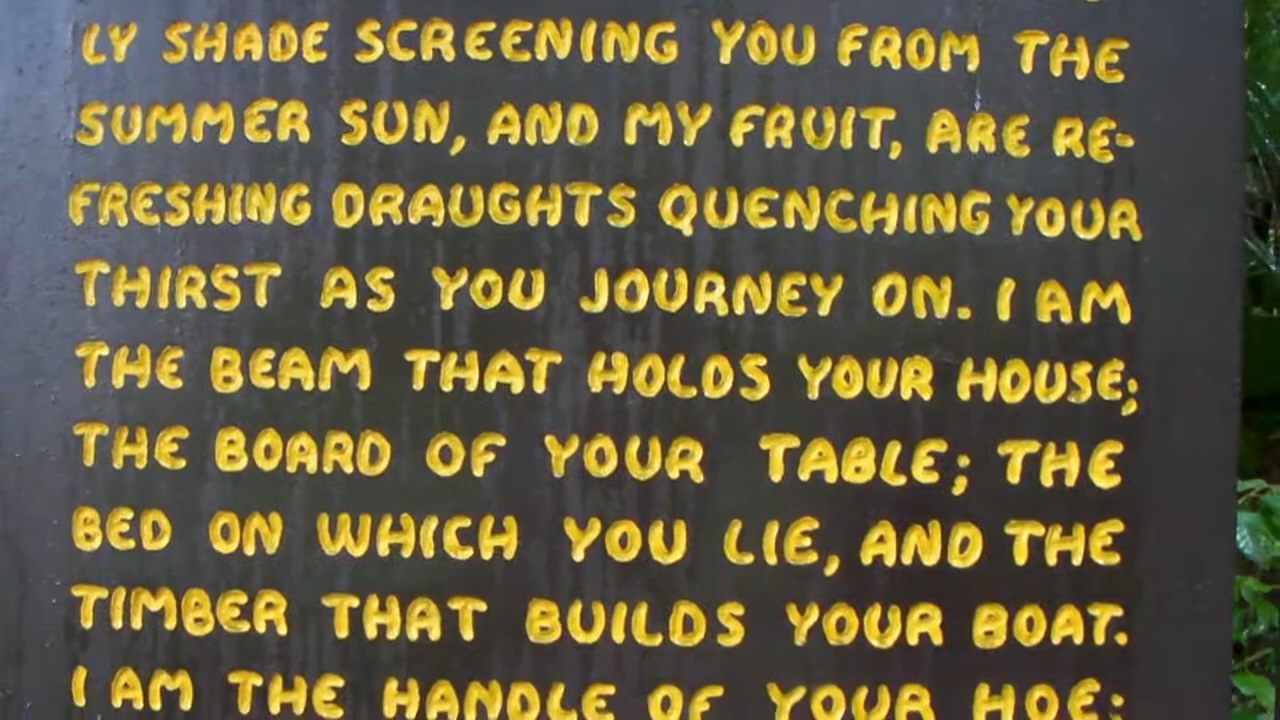 LY SHADE SCREENING YOU FROM THE
SUMMER SUN, AND MY FRUIT, ARE RE-
FRESHING DRAUGHTS QUENCHING YOUR
THIRST AS YOU JOURNEY ON. I AM
THE BEAM THAT HOLDS YOUR HOUSE;
THE BOARD OF YOUR TABLE; THE
BED ON WHICH YOU LIE, AND THE
TIMBER THAT BUILDS YOUR BOAT.
I AM THE HANDLE OF YOUR HOE;